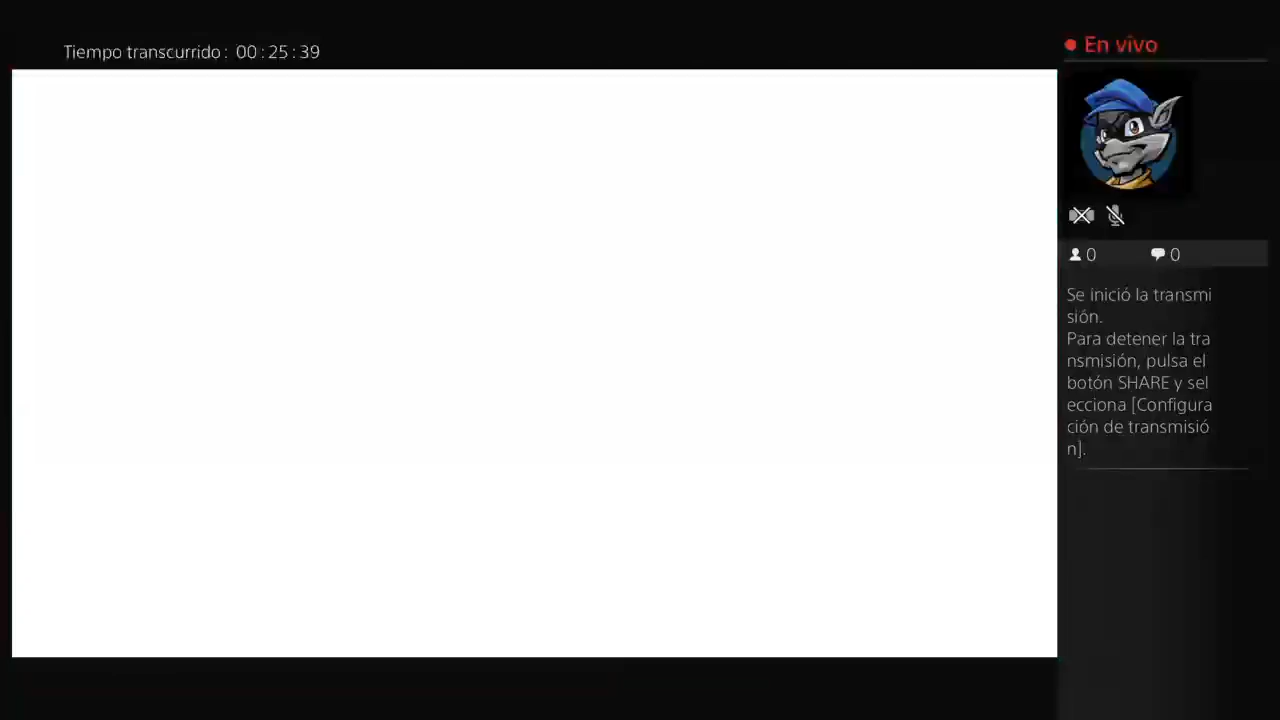 Tiempo transcurrido: 00:25:39
En vivo
0 0
Se inició la transmi
sión.
Para detener la tra
nsmisión, pulsa el
botón SHARE y sel
ecciona [Configura
ción de transmisió
n].